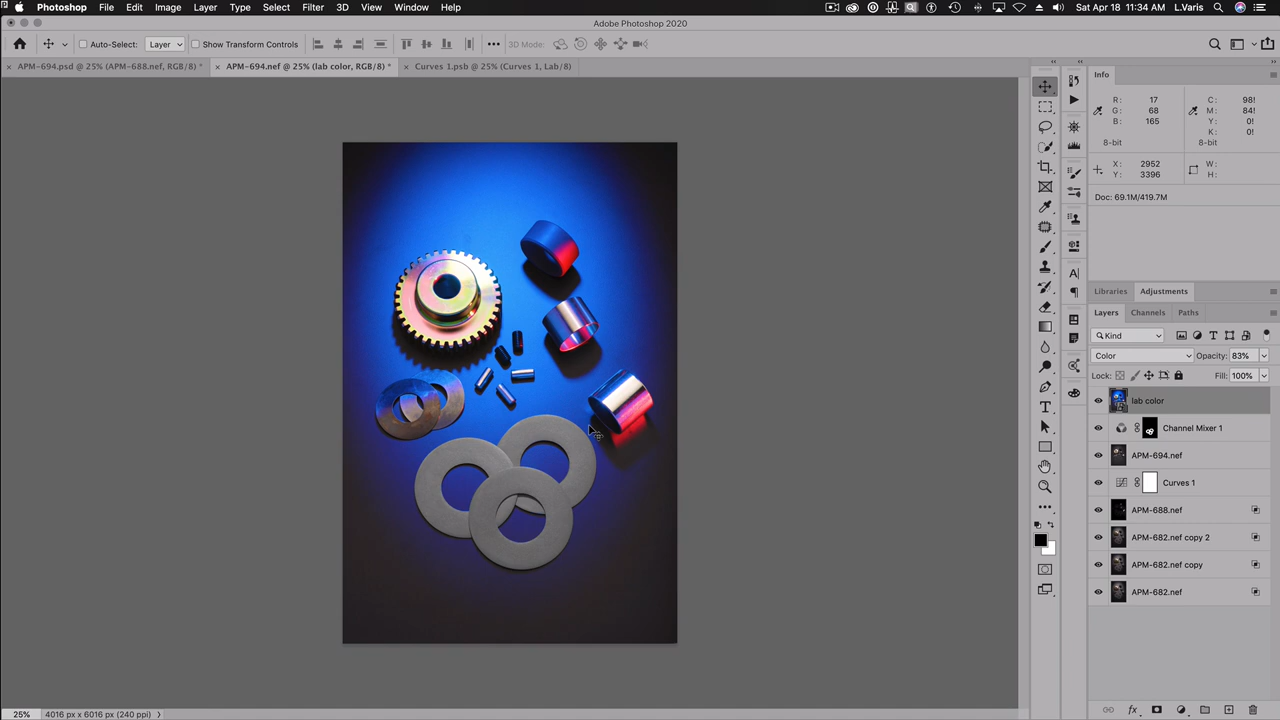 Photoshop File Edit Image Layer Type Select Filter 3D View Window Help Sat Apr 18 11:34 AM L.Varis
Adobe Photoshop 2020
Auto-Select: Layer Show Transform Controls 3D Mode:
APM-694.psd @ 25% (APM-688.nef, RGB/8) * APM-694.nef @ 25% (lab color, RGB/8) * Curves 1.psb @ 25% (Curves 1, Lab/8)
Info
R: 17 C: 98!
G: 68 M: 84!
B: 165 Y: 0!
K: 0!
8-bit 8-bit
X: 2952 W:
Y: 3396 H:
Doc: 69.1M/419.7M
Libraries Adjustments
Layers Channels Paths
Kind
Color Opacity: 83%
Lock: Fill: 100%
lab color
Channel Mixer 1
APM-694.nef
Curves 1
APM-688.nef
APM-682.nef copy 2
APM-682.nef copy
APM-682.nef
25% 4016 px x 6016 px (240 ppi)